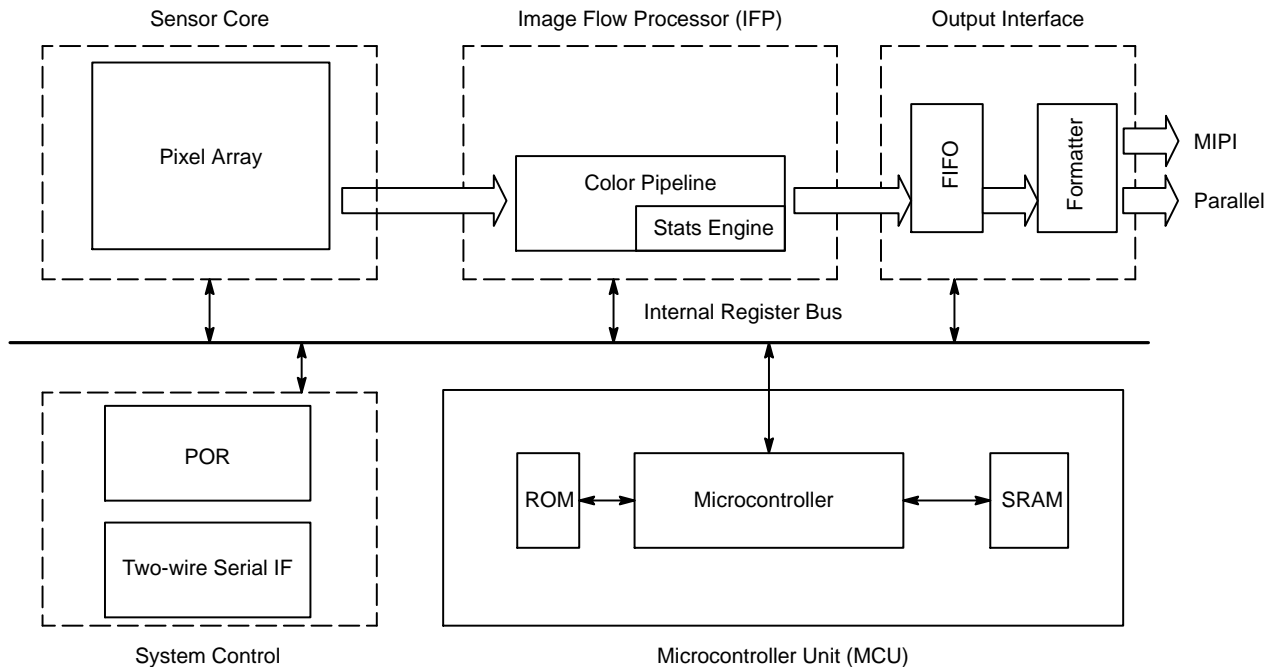 Sensor Core
Image Flow Processor (IFP)
Output Interface
Pixel Array
Color Pipeline
Stats Engine
FIFO
Formatter
MIPI
Parallel
Internal Register Bus
POR
Two-wire Serial IF
ROM
Microcontroller
SRAM
System Control
Microcontroller Unit (MCU)